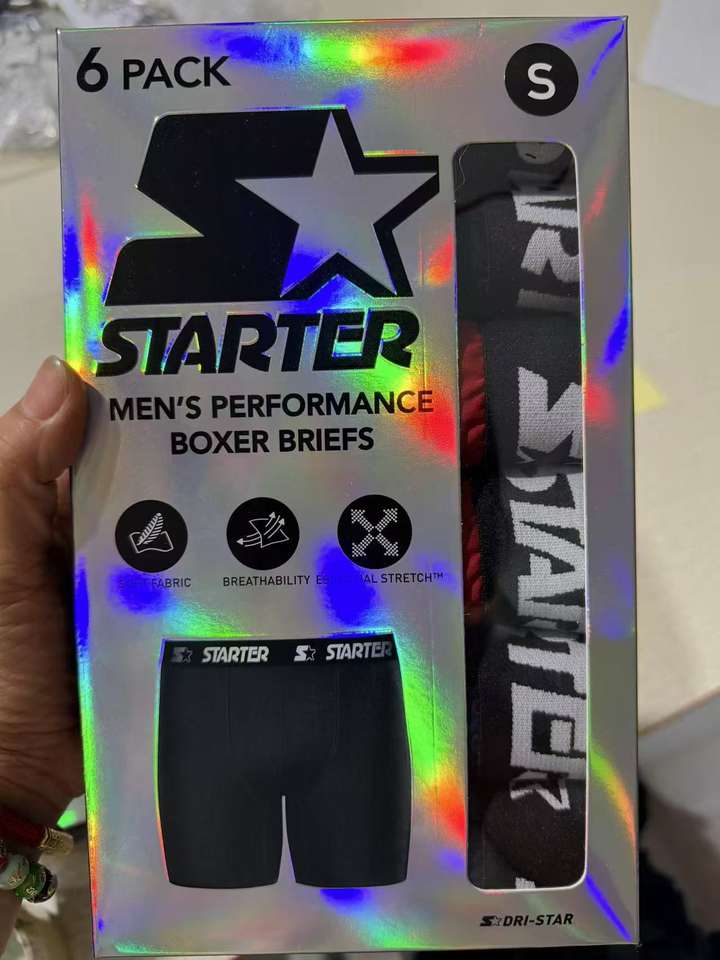 6 PACK
S
STARTER
MEN'S PERFORMANCE
BOXER BRIEFS
FABRIC
BREATHABILITY
STRETCH™
STARTER
STARTER
STARTER
DRI-STAR